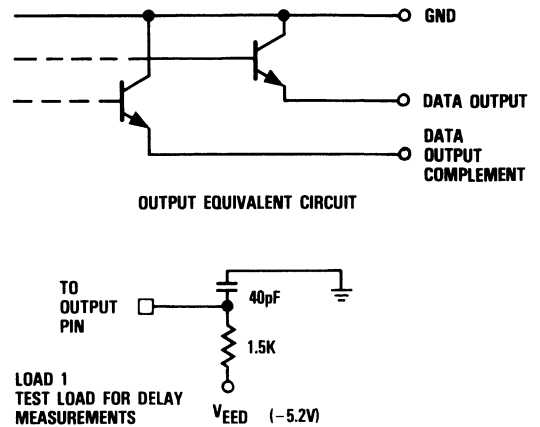 GND
DATA OUTPUT
DATA
OUTPUT
COMPLEMENT
OUTPUT EQUIVALENT CIRCUIT
TO
OUTPUT
PIN
40pF
1.5K
LOAD 1
TEST LOAD FOR DELAY
MEASUREMENTS
VEED (−5.2V)